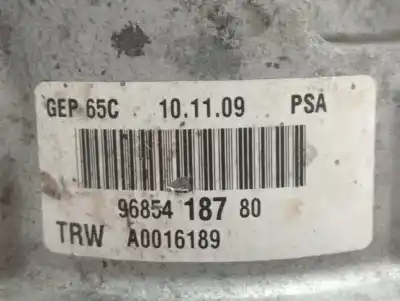 GEP 65C 10.11.09 PSA
96854 187 80
TRW A0016189